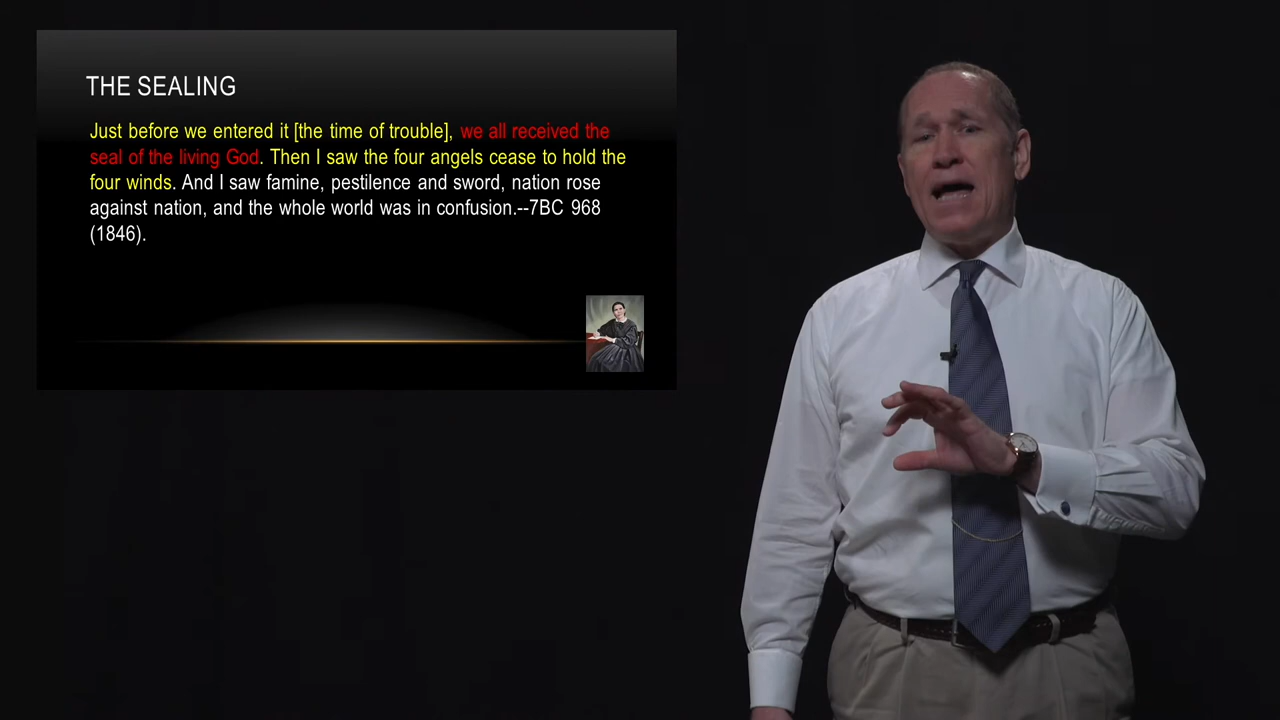 THE SEALING
Just before we entered it [the time of trouble], we all received the
seal of the living God. Then I saw the four angels cease to hold the
four winds. And I saw famine, pestilence and sword, nation rose
against nation, and the whole world was in confusion.--7BC 968
(1846).